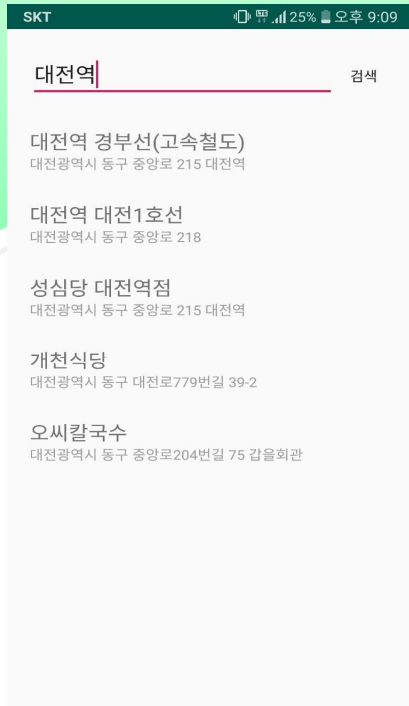 SKT 25% 오후 9:09
대전역 검색
대전역 경부선(고속철도)
대전광역시 동구 중앙로 215 대전역
대전역 대전1호선
대전광역시 동구 중앙로 218
성심당 대전역점
대전광역시 동구 중앙로 215 대전역
개천식당
대전광역시 동구 대전로779번길 39-2
오씨칼국수
대전광역시 동구 중앙로204번길 75 갑을회관